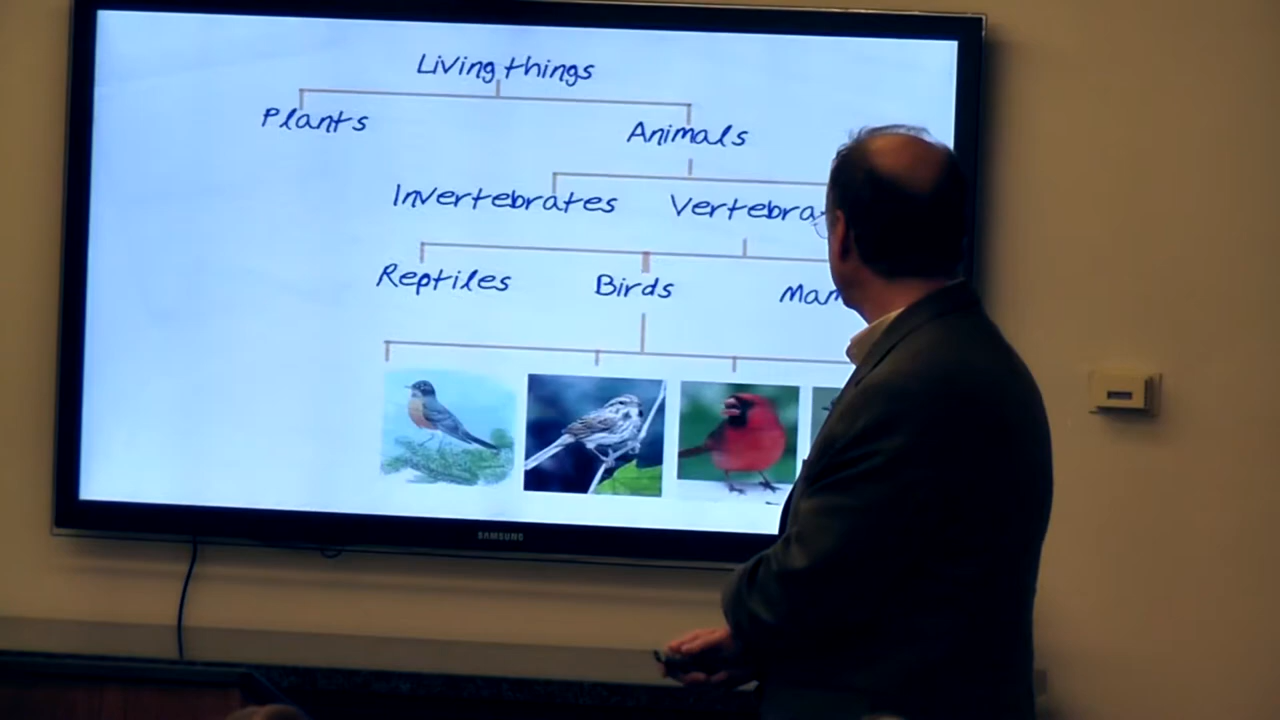 Living things
Plants
Animals
Invertebrates
Reptiles
Birds
SAMSUNG